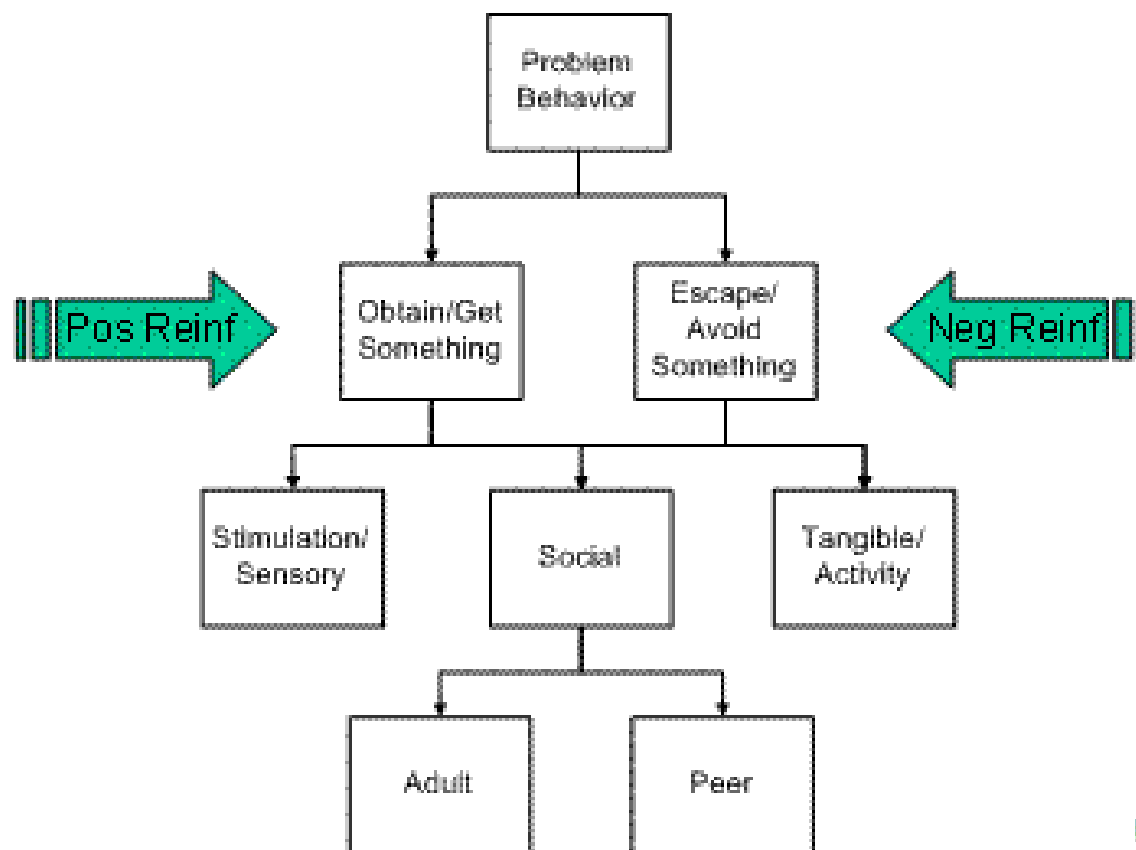 Problem
Behavior
Pos Reinf
Obtain/Get
Something
Escape/
Avoid
Something
Neg Reinf
Stimulation/
Sensory
Social
Tangible/
Activity
Adult
Peer